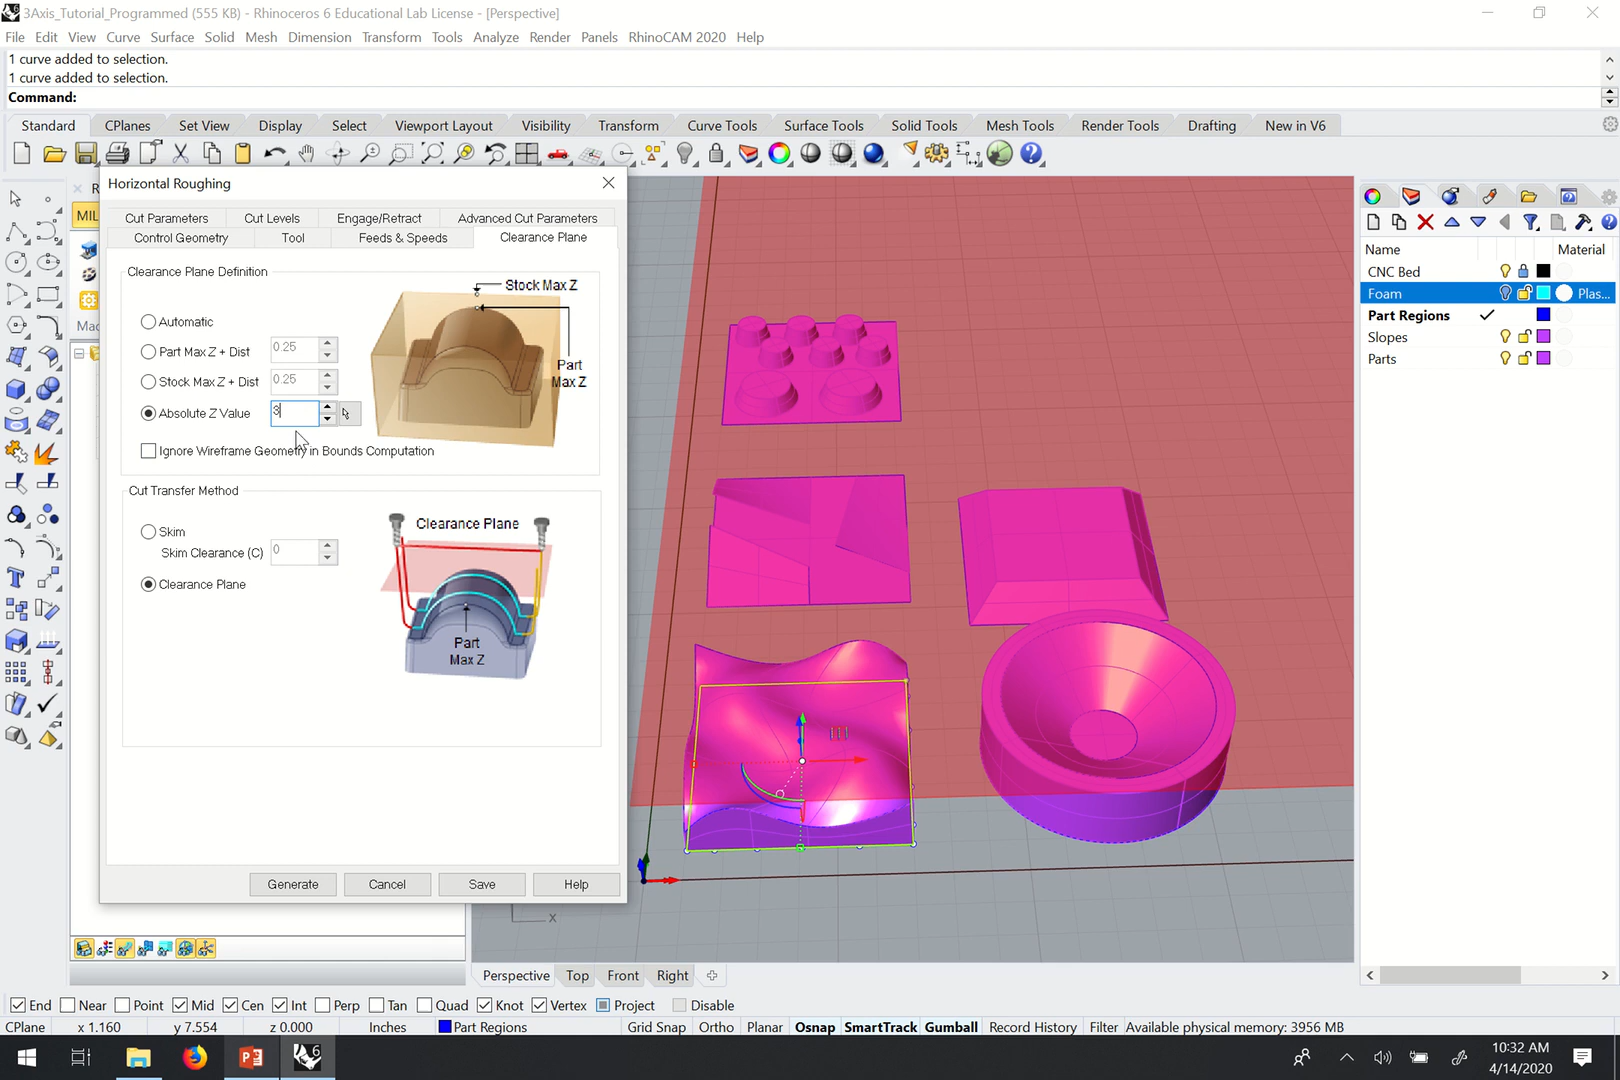 3Axis_Tutorial_Programmed (555 KB) - Rhinoceros 6 Educational Lab License - [Perspective]
File Edit View Curve Surface Solid Mesh Dimension Transform Tools Analyze Render Panels RhinoCAM 2020 Help
1 curve added to selection.
1 curve added to selection.
Command:
Standard CPlanes Set View Display Select Viewport Layout Visibility Transform Curve Tools Surface Tools Solid Tools Mesh Tools Render Tools Drafting New in V6
Horizontal Roughing
R
MIL
Mac
Cut Parameters Cut Levels Engage/Retract Advanced Cut Parameters
Control Geometry Tool Feeds & Speeds Clearance Plane
Clearance Plane Definition
Automatic
Part Max Z + Dist 0.25
Stock Max Z + Dist 0.25
Absolute Z Value 3
Ignore Wireframe Geometry in Bounds Computation
Stock Max Z
Part
Max Z
Cut Transfer Method
Skim
Skim Clearance (C) 0
Clearance Plane
Clearance Plane
Part
Max Z
Generate Cancel Save Help
x
Name Material
CNC Bed
Foam Plas...
Part Regions
Slopes
Parts
Perspective Top Front Right
End Near Point Mid Cen Int Perp Tan Quad Knot Vertex Project Disable
CPlane x 1.160 y 7.554 z 0.000 Inches Part Regions Grid Snap Ortho Planar Osnap SmartTrack Gumball Record History Filter Available physical memory: 3956 MB
10:32 AM
4/14/2020